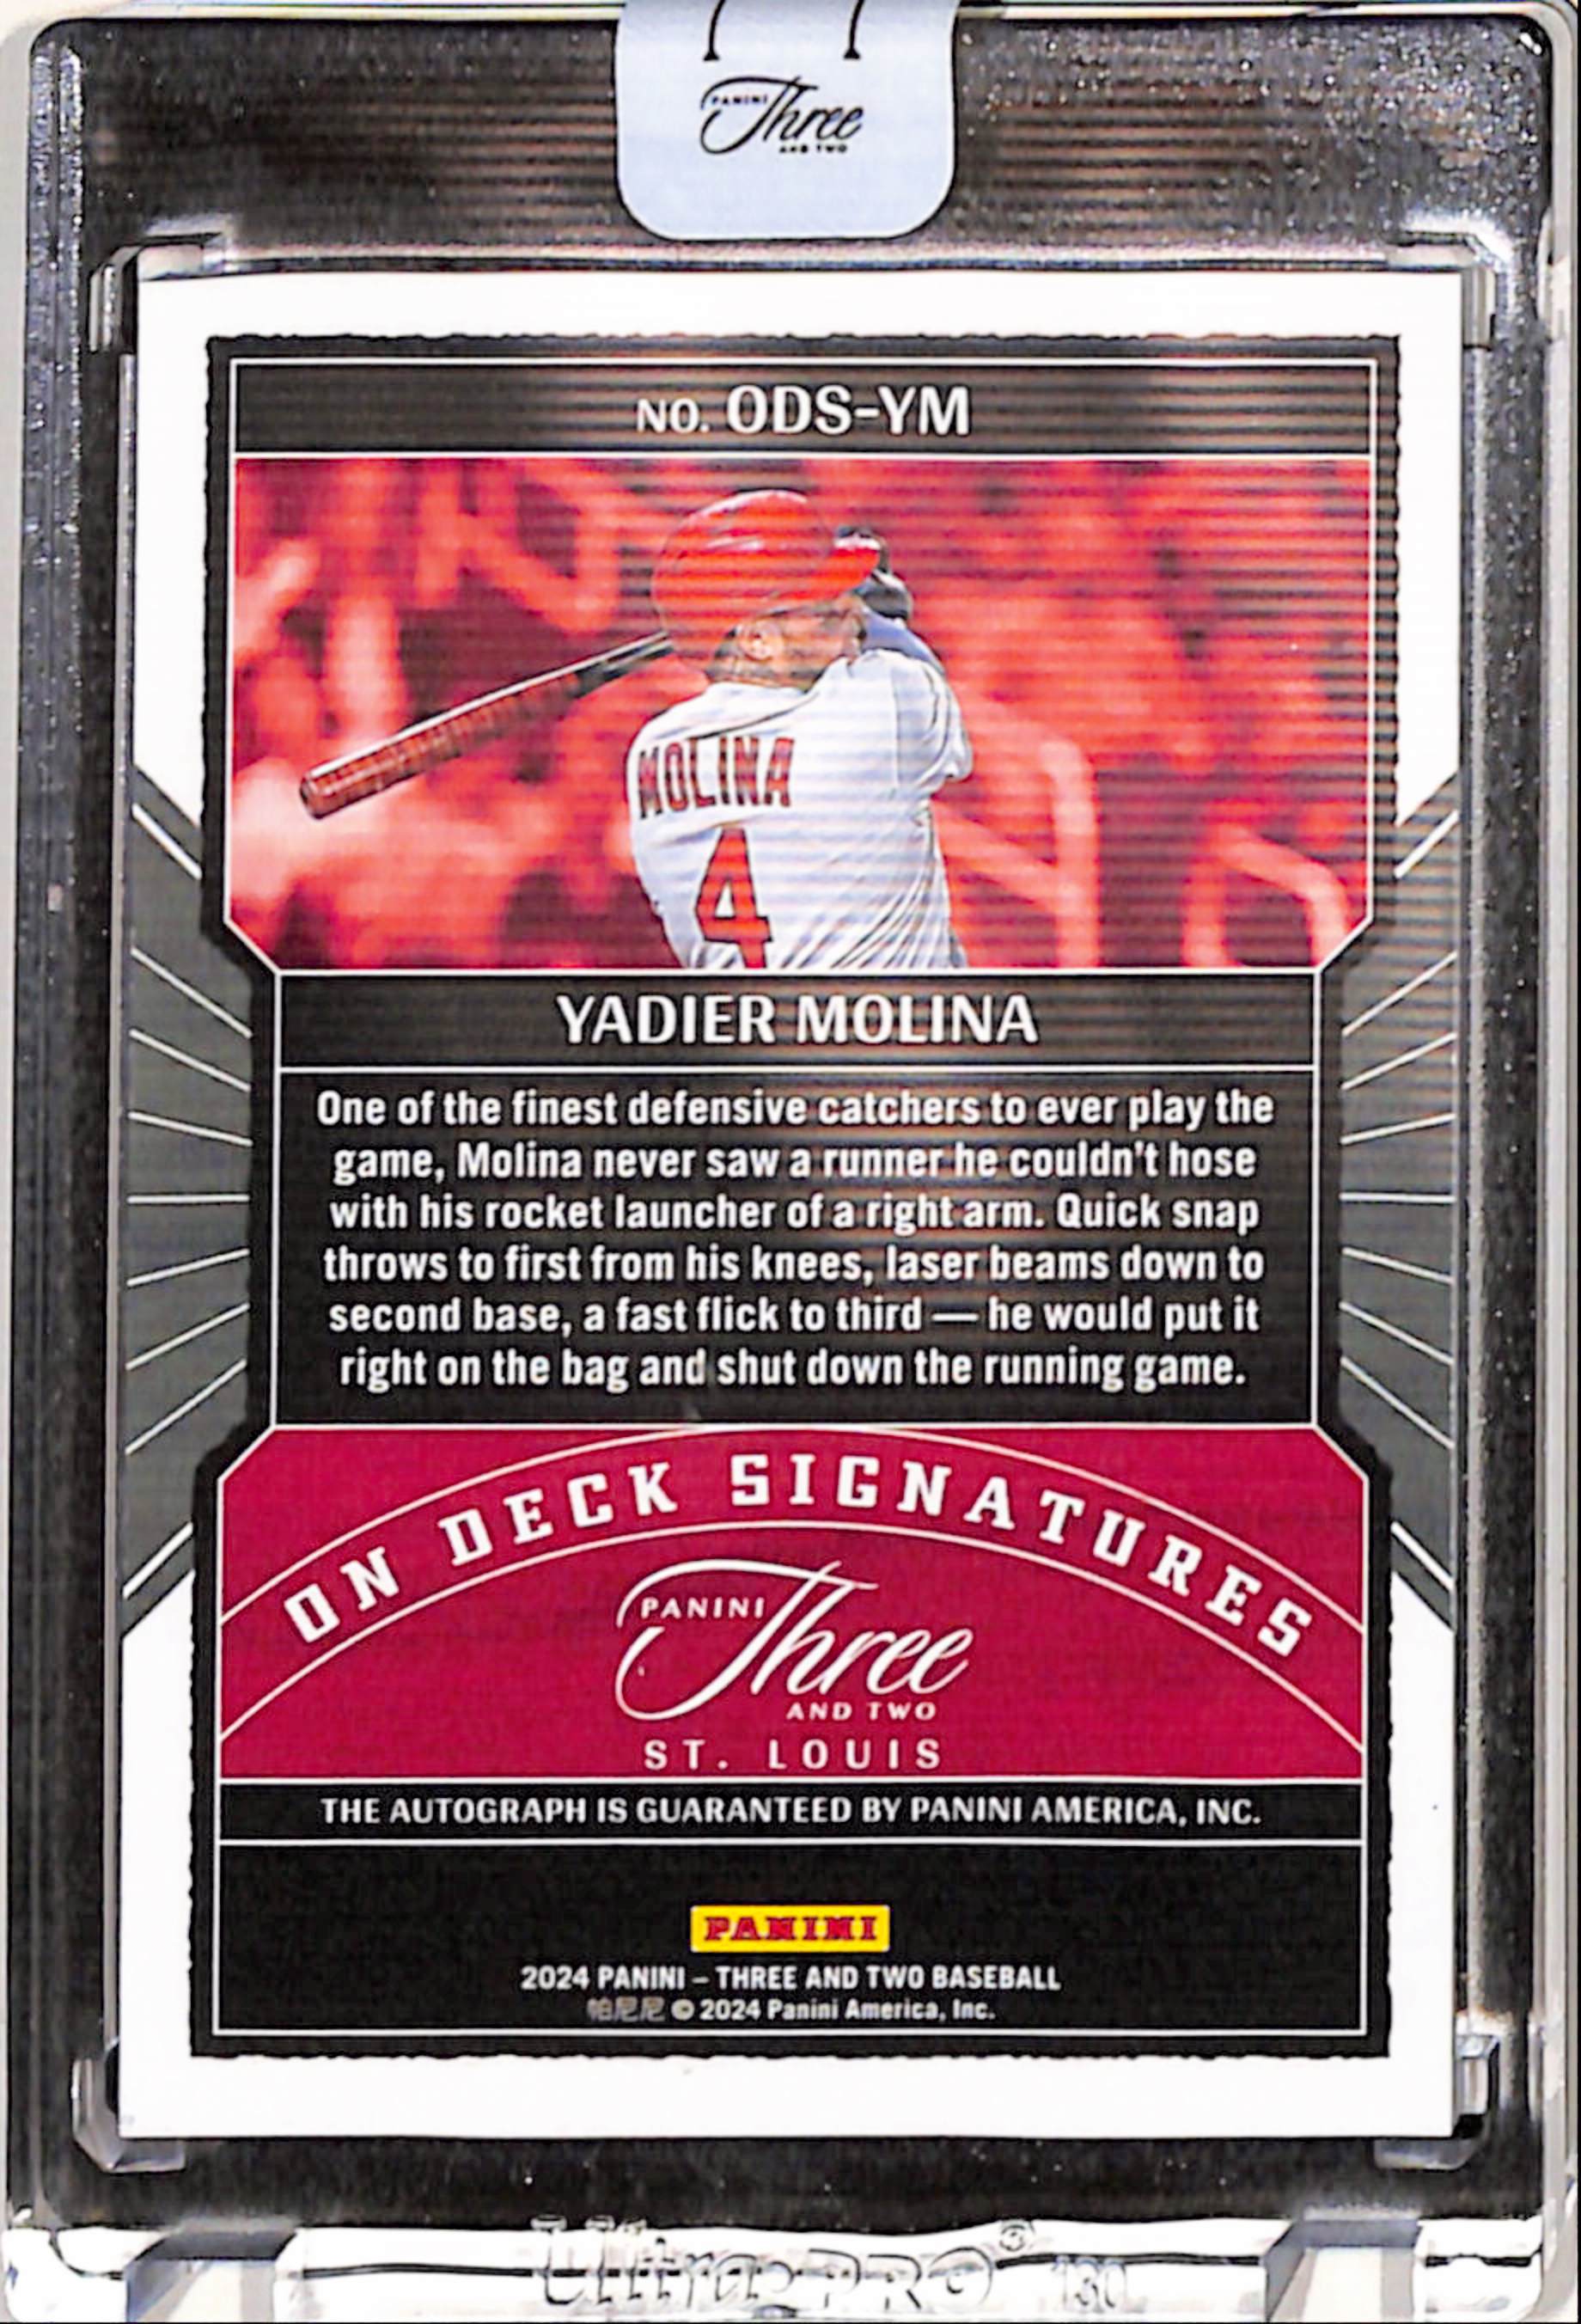 PANINI
Three
AND TWO
NO. ODS-YM
MOLINA
4
YADIER MOLINA
One of the finest defensive catchers to ever play the
game, Molina never saw a runner he couldn't hose
with his rocket launcher of a right arm. Quick snap
throws to first from his knees, laser beams down to
second base, a fast flick to third — he would put it
right on the bag and shut down the running game.
ON DECK SIGNATURES
PANINI
Three
AND TWO
ST. LOUIS
THE AUTOGRAPH IS GUARANTEED BY PANINI AMERICA, INC.
PANINI
2024 PANINI – THREE AND TWO BASEBALL
帕尼尼 © 2024 Panini America, Inc.
Ultra·PRO® 130